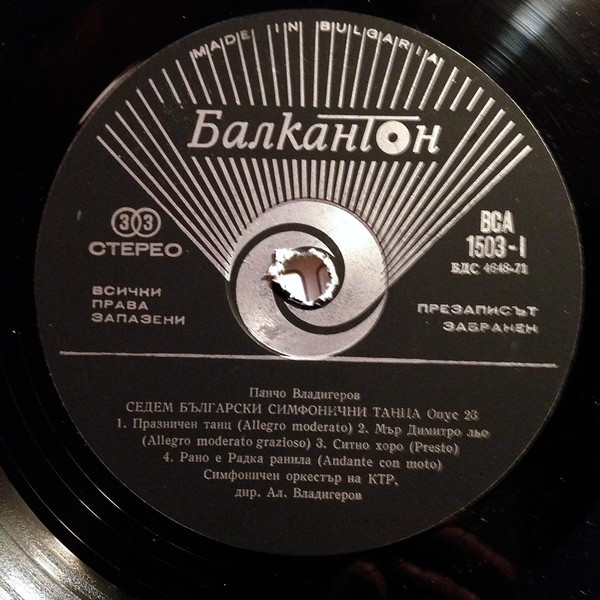 MADE IN BULGARIA
Балкантон
33
СТЕРЕО
ВСА
1503-I
БДС 4648-71
ВСИЧКИ
ПРАВА
ЗАПАЗЕНИ
ПРЕЗАПИСЪТ
ЗАБРАНЕН
Панчо Владигеров
СЕДЕМ БЪЛГАРСКИ СИМФОНИЧНИ ТАНЦА Опус 23
1. Празничен танц (Allegro moderato) 2. Мър Димитро льо
(Allegro moderato grazioso) 3. Ситно хоро (Presto)
4. Рано е Радка ранила (Andante con moto)
Симфоничен оркестър на КТР,
дир. Ал. Владигеров